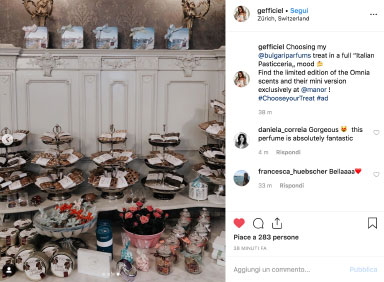 gefficiel • Segui
Zürich, Switzerland
gefficiel Choosing my
@bulgariparfums treat in a full “Italian
Pasticceria„ mood
Find the limited edition of the Omnia
scents and their mini version
exclusively at @manor !
#ChooseyourTreat #ad
38 m
daniela_correia Gorgeous 😻 this
perfume is absolutely fantastic
4 m Rispondi
francesca_huebscher Bellaaaa❤️
33 m Rispondi
Piace a 283 persone
38 MINUTI FA
Aggiungi un commento...
Pubblica